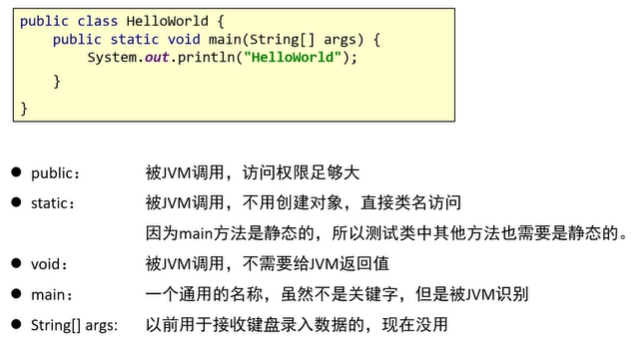 public class HelloWorld {
public static void main(String[] args) {
System.out.println("HelloWorld");
}
}
● public： 被JVM调用，访问权限足够大
● static： 被JVM调用，不用创建对象，直接类名访问
因为main方法是静态的，所以测试类中其他方法也需要是静态的。
● void： 被JVM调用，不需要给JVM返回值
● main： 一个通用的名称，虽然不是关键字，但是被JVM识别
● String[] args: 以前用于接收键盘录入数据的，现在没用